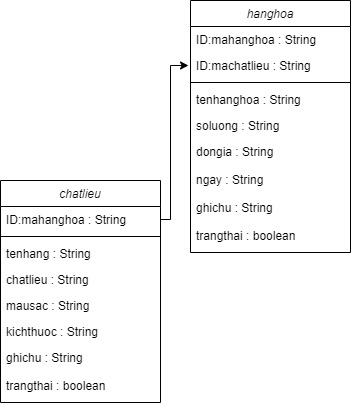 hanghoa
ID:mahanghoa : String
ID:machatlieu : String
tenhanghoa : String
soluong : String
dongia : String
ngay : String
ghichu : String
trangthai : boolean
chatlieu
ID:mahanghoa : String
tenhang : String
chatlieu : String
mausac : String
kichthuoc : String
ghichu : String
trangthai : boolean